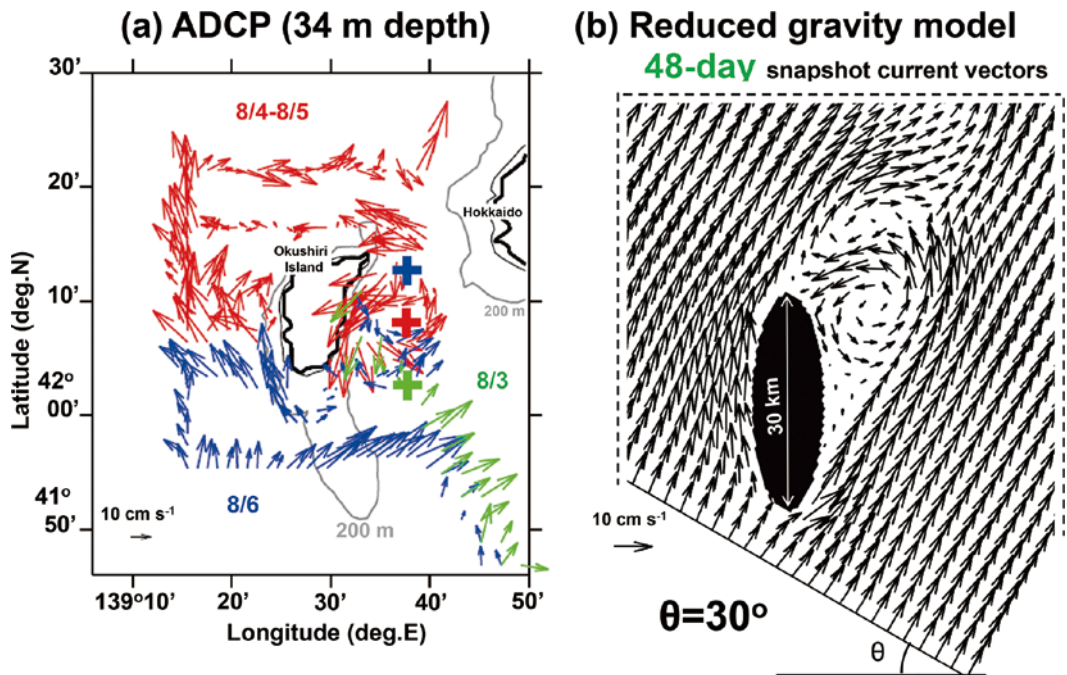 (a) ADCP (34 m depth)
30’
20’
10’
42°
00’
41°
50’
Latitude (deg.N)
8/4-8/5
Hokkaido
Okushiri
Island
200 m
8/3
8/6
200 m
10 cm s-1
139°10’ 20’ 30’ 40’ 50’
Longitude (deg.E)
(b) Reduced gravity model
48-day snapshot current vectors
30 km
10 cm s-1
θ=30°
θ